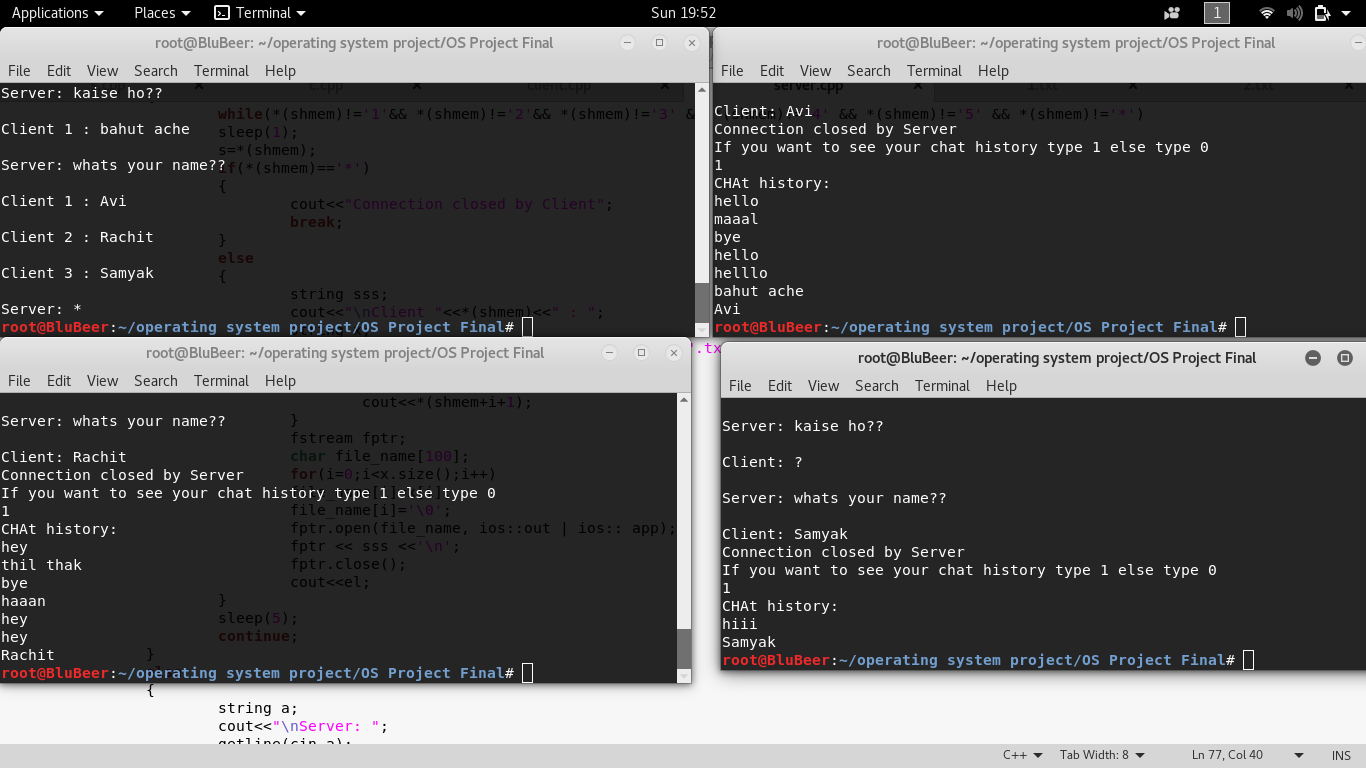 Applications Places Terminal Sun 19:52 1
root@BluBeer: ~/operating system project/OS Project Final
File Edit View Search Terminal Help
Server: kaise ho??
Client 1 : bahut ache
Server: whats your name??
Client 1 : Avi
Client 2 : Rachit
Client 3 : Samyak
Server: *
root@BluBeer:~/operating system project/OS Project Final#
root@BluBeer: ~/operating system project/OS Project Final
File Edit View Search Terminal Help
server.cpp 1.txt 2.txt
Client: Avi
Connection closed by Server
If you want to see your chat history type 1 else type 0
1
CHAt history:
hello
maaal
bye
hello
helllo
bahut ache
Avi
root@BluBeer:~/operating system project/OS Project Final#
root@BluBeer: ~/operating system project/OS Project Final
File Edit View Search Terminal Help
Server: whats your name??
Client: Rachit
Connection closed by Server
If you want to see your chat history type 1 else type 0
1
CHAt history:
hey
thil thak
bye
haaan
hey
hey
Rachit
root@BluBeer:~/operating system project/OS Project Final#
root@BluBeer: ~/operating system project/OS Project Final
File Edit View Search Terminal Help
Server: kaise ho??
Client: ?
Server: whats your name??
Client: Samyak
Connection closed by Server
If you want to see your chat history type 1 else type 0
1
CHAt history:
hiii
Samyak
root@BluBeer:~/operating system project/OS Project Final#
client.cpp
while(*(shmem)!='1'&& *(shmem)!='2'&& *(shmem)!='3' && *(shmem)!='4' && *(shmem)!='5' && *(shmem)!='*')
sleep(1);
s=*(shmem);
if(*(shmem)=='*')
{
cout<<"Connection closed by Client";
break;
}
else
{
string sss;
cout<<"\nClient "<<*(shmem)<<" : ";
".tx
cout<<*(shmem+i+1);
}
fstream fptr;
char file_name[100];
for(i=0;i<x.size();i++)
file_name[i]='\0';
fptr.open(file_name, ios::out | ios:: app);
fptr << sss <<'\n';
fptr.close();
cout<<el;
}
sleep(5);
continue;
}
{
string a;
cout<<"\nServer: ";
getline(cin,a);
C++ Tab Width: 8 Ln 77, Col 40 INS